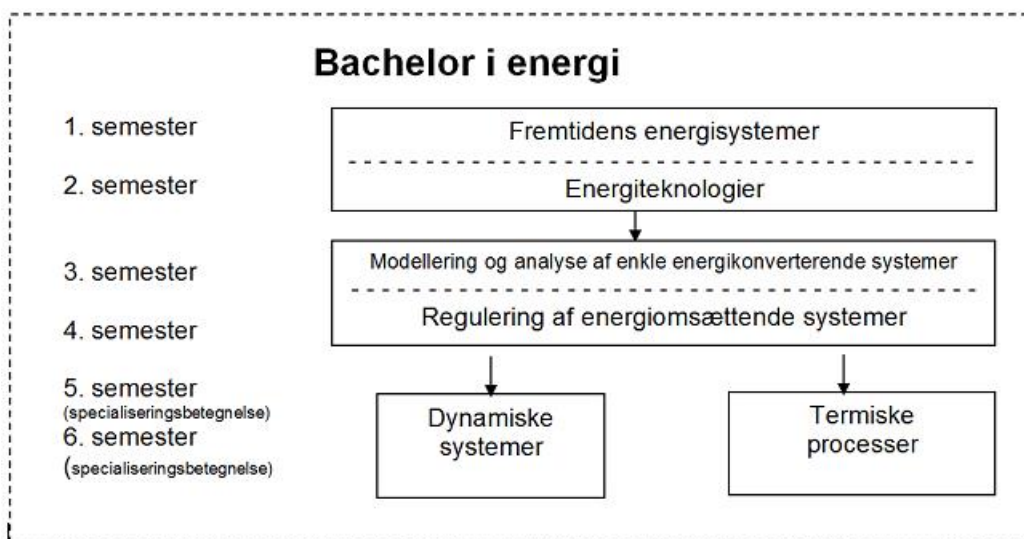 Bachelor i energi
1. semester
Fremtidens energisystemer
2. semester
Energiteknologier
3. semester
Modellering og analyse af enkle energikonverterende systemer
4. semester
Regulering af energiomsættende systemer
5. semester
(specialiseringsbetegnelse)
6. semester
(specialiseringsbetegnelse)
Dynamiske
systemer
Termiske
processer